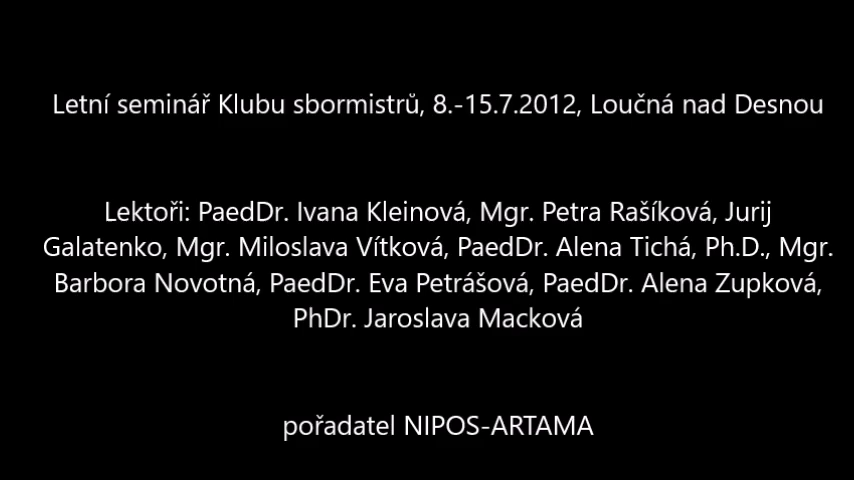 Letní seminář Klubu sbormistrů, 8.-15.7.2012, Loučná nad Desnou
Lektoři: PaedDr. Ivana Kleinová, Mgr. Petra Rašíková, Jurij
Galatenko, Mgr. Miloslava Vítková, PaedDr. Alena Tichá, Ph.D., Mgr.
Barbora Novotná, PaedDr. Eva Petrášová, PaedDr. Alena Zupková,
PhDr. Jaroslava Macková
pořadatel NIPOS-ARTAMA